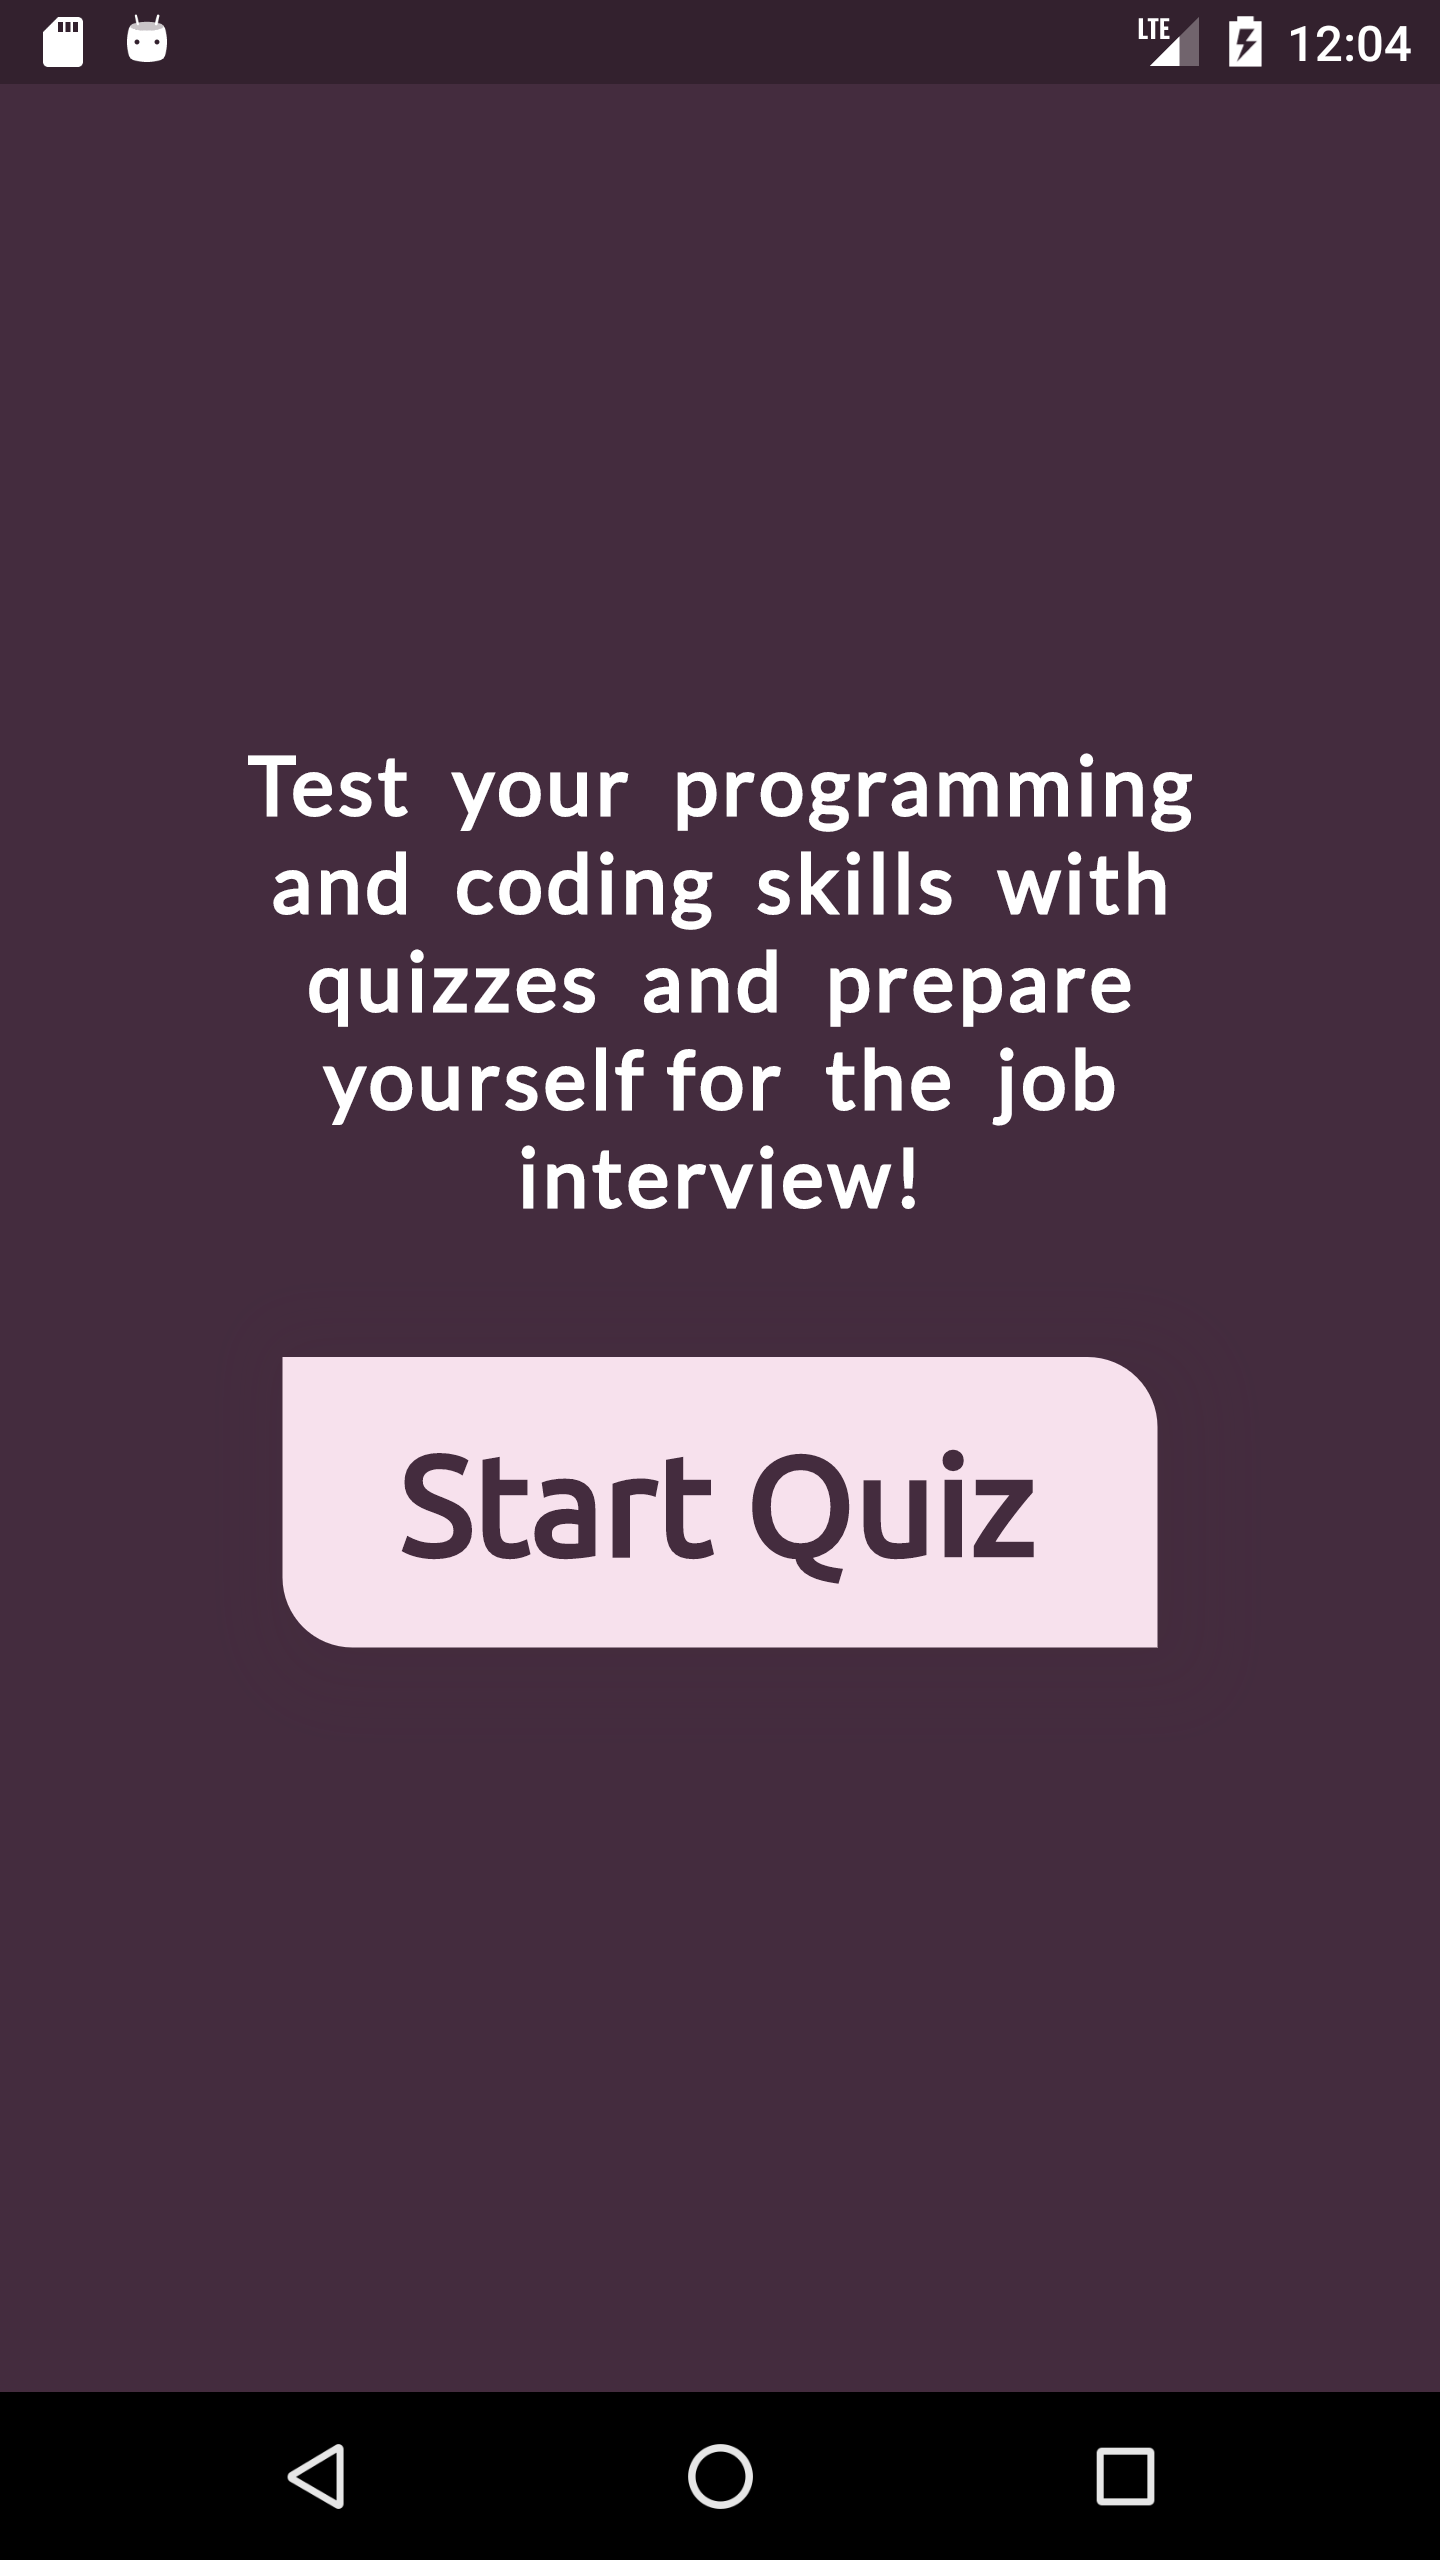 LTE 12:04
Test your programming
and coding skills with
quizzes and prepare
yourself for the job
interview!
Start Quiz